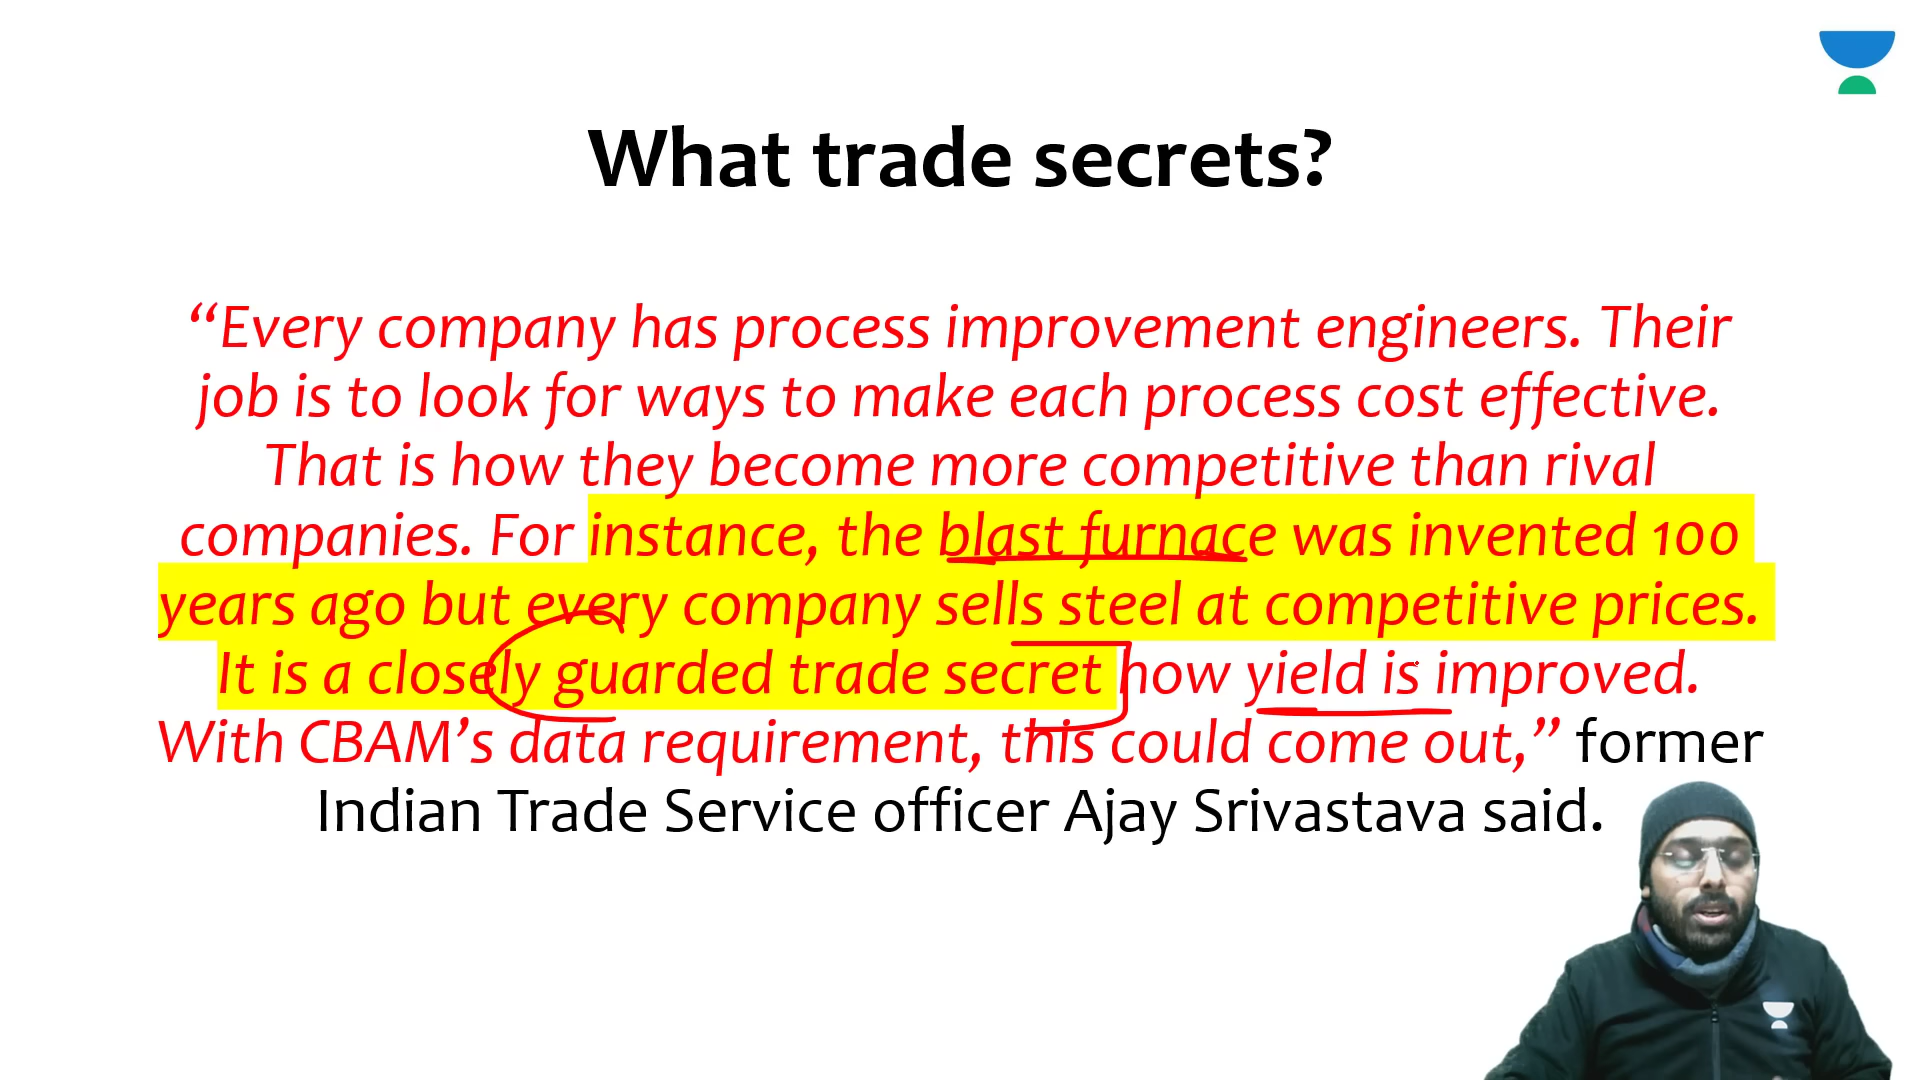 What trade secrets?
“Every company has process improvement engineers. Their
job is to look for ways to make each process cost effective.
That is how they become more competitive than rival
companies. For instance, the blast furnace was invented 100
years ago but every company sells steel at competitive prices.
It is a closely guarded trade secret how yield is improved.
With CBAM’s data requirement, this could come out,” former
Indian Trade Service officer Ajay Srivastava said.